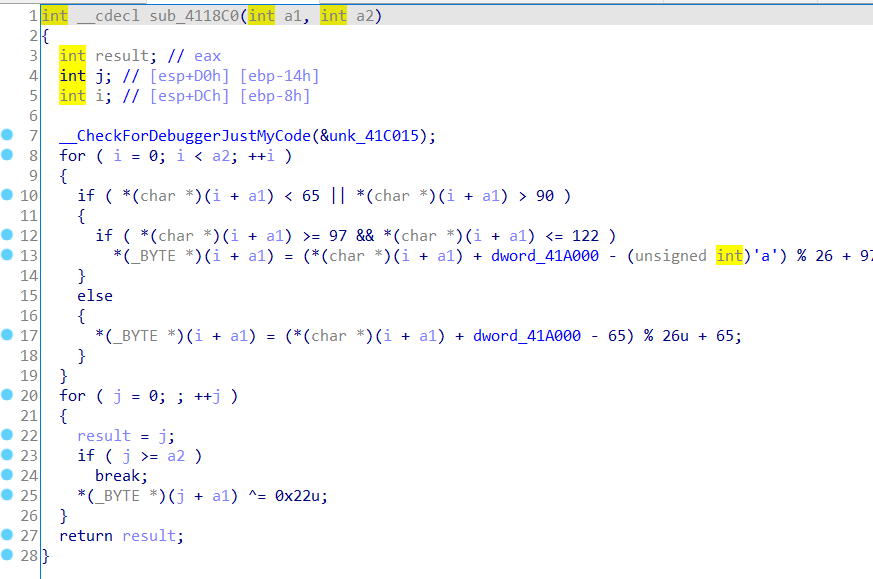 1 int __cdecl sub_4118C0(int a1, int a2)
2 {
3 int result; // eax
4 int j; // [esp+D0h] [ebp-14h]
5 int i; // [esp+DCh] [ebp-8h]
6
7 __CheckForDebuggerJustMyCode(&unk_41C015);
8 for ( i = 0; i < a2; ++i )
9 {
10 if ( *(char *)(i + a1) < 65 || *(char *)(i + a1) > 90 )
11 {
12 if ( *(char *)(i + a1) >= 97 && *(char *)(i + a1) <= 122 )
13 *(_BYTE *)(i + a1) = (*(char *)(i + a1) + dword_41A000 - (unsigned int)'a') % 26 + 97
14 }
15 else
16 {
17 *(_BYTE *)(i + a1) = (*(char *)(i + a1) + dword_41A000 - 65) % 26u + 65;
18 }
19 }
20 for ( j = 0; ; ++j )
21 {
22 result = j;
23 if ( j >= a2 )
24 break;
25 *(_BYTE *)(j + a1) ^= 0x22u;
26 }
27 return result;
28 }